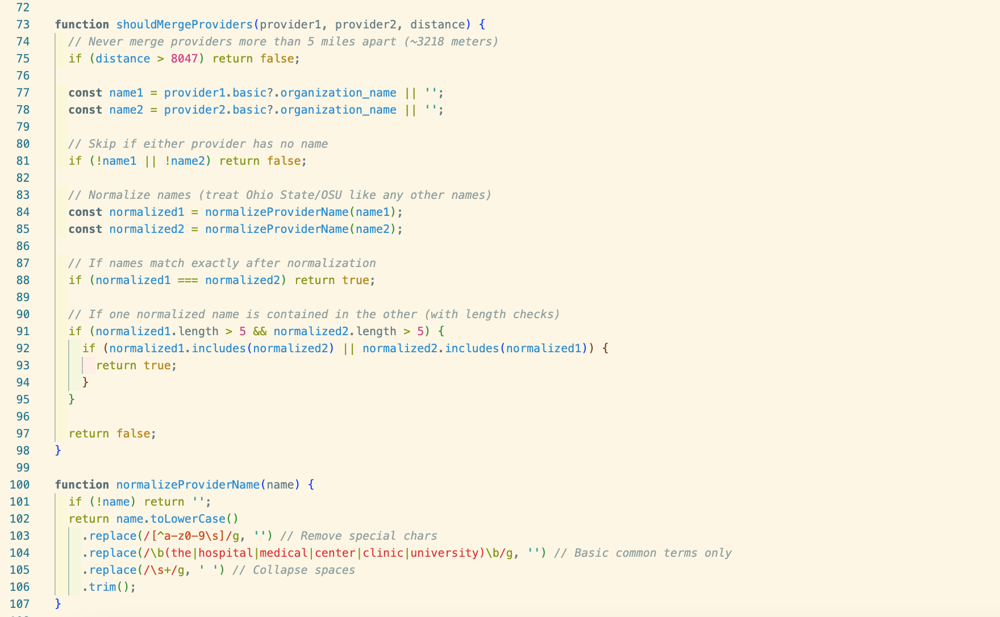 72
73 function shouldMergeProviders(provider1, provider2, distance) {
74 // Never merge providers more than 5 miles apart (~3218 meters)
75 if (distance > 8047) return false;
76
77 const name1 = provider1.basic?.organization_name || '';
78 const name2 = provider2.basic?.organization_name || '';
79
80 // Skip if either provider has no name
81 if (!name1 || !name2) return false;
82
83 // Normalize names (treat Ohio State/OSU like any other names)
84 const normalized1 = normalizeProviderName(name1);
85 const normalized2 = normalizeProviderName(name2);
86
87 // If names match exactly after normalization
88 if (normalized1 === normalized2) return true;
89
90 // If one normalized name is contained in the other (with length checks)
91 if (normalized1.length > 5 && normalized2.length > 5) {
92 if (normalized1.includes(normalized2) || normalized2.includes(normalized1)) {
93 return true;
94 }
95 }
96
97 return false;
98 }
99
100 function normalizeProviderName(name) {
101 if (!name) return '';
102 return name.toLowerCase()
103 .replace(/[^a-z0-9\s]/g, '') // Remove special chars
104 .replace(/\b(the|hospital|medical|center|clinic|university)\b/g, '') // Basic common terms only
105 .replace(/\s+/g, ' ') // Collapse spaces
106 .trim();
107 }